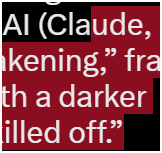 AI (Claude,
akening,” fra
th a darker
illed off.”